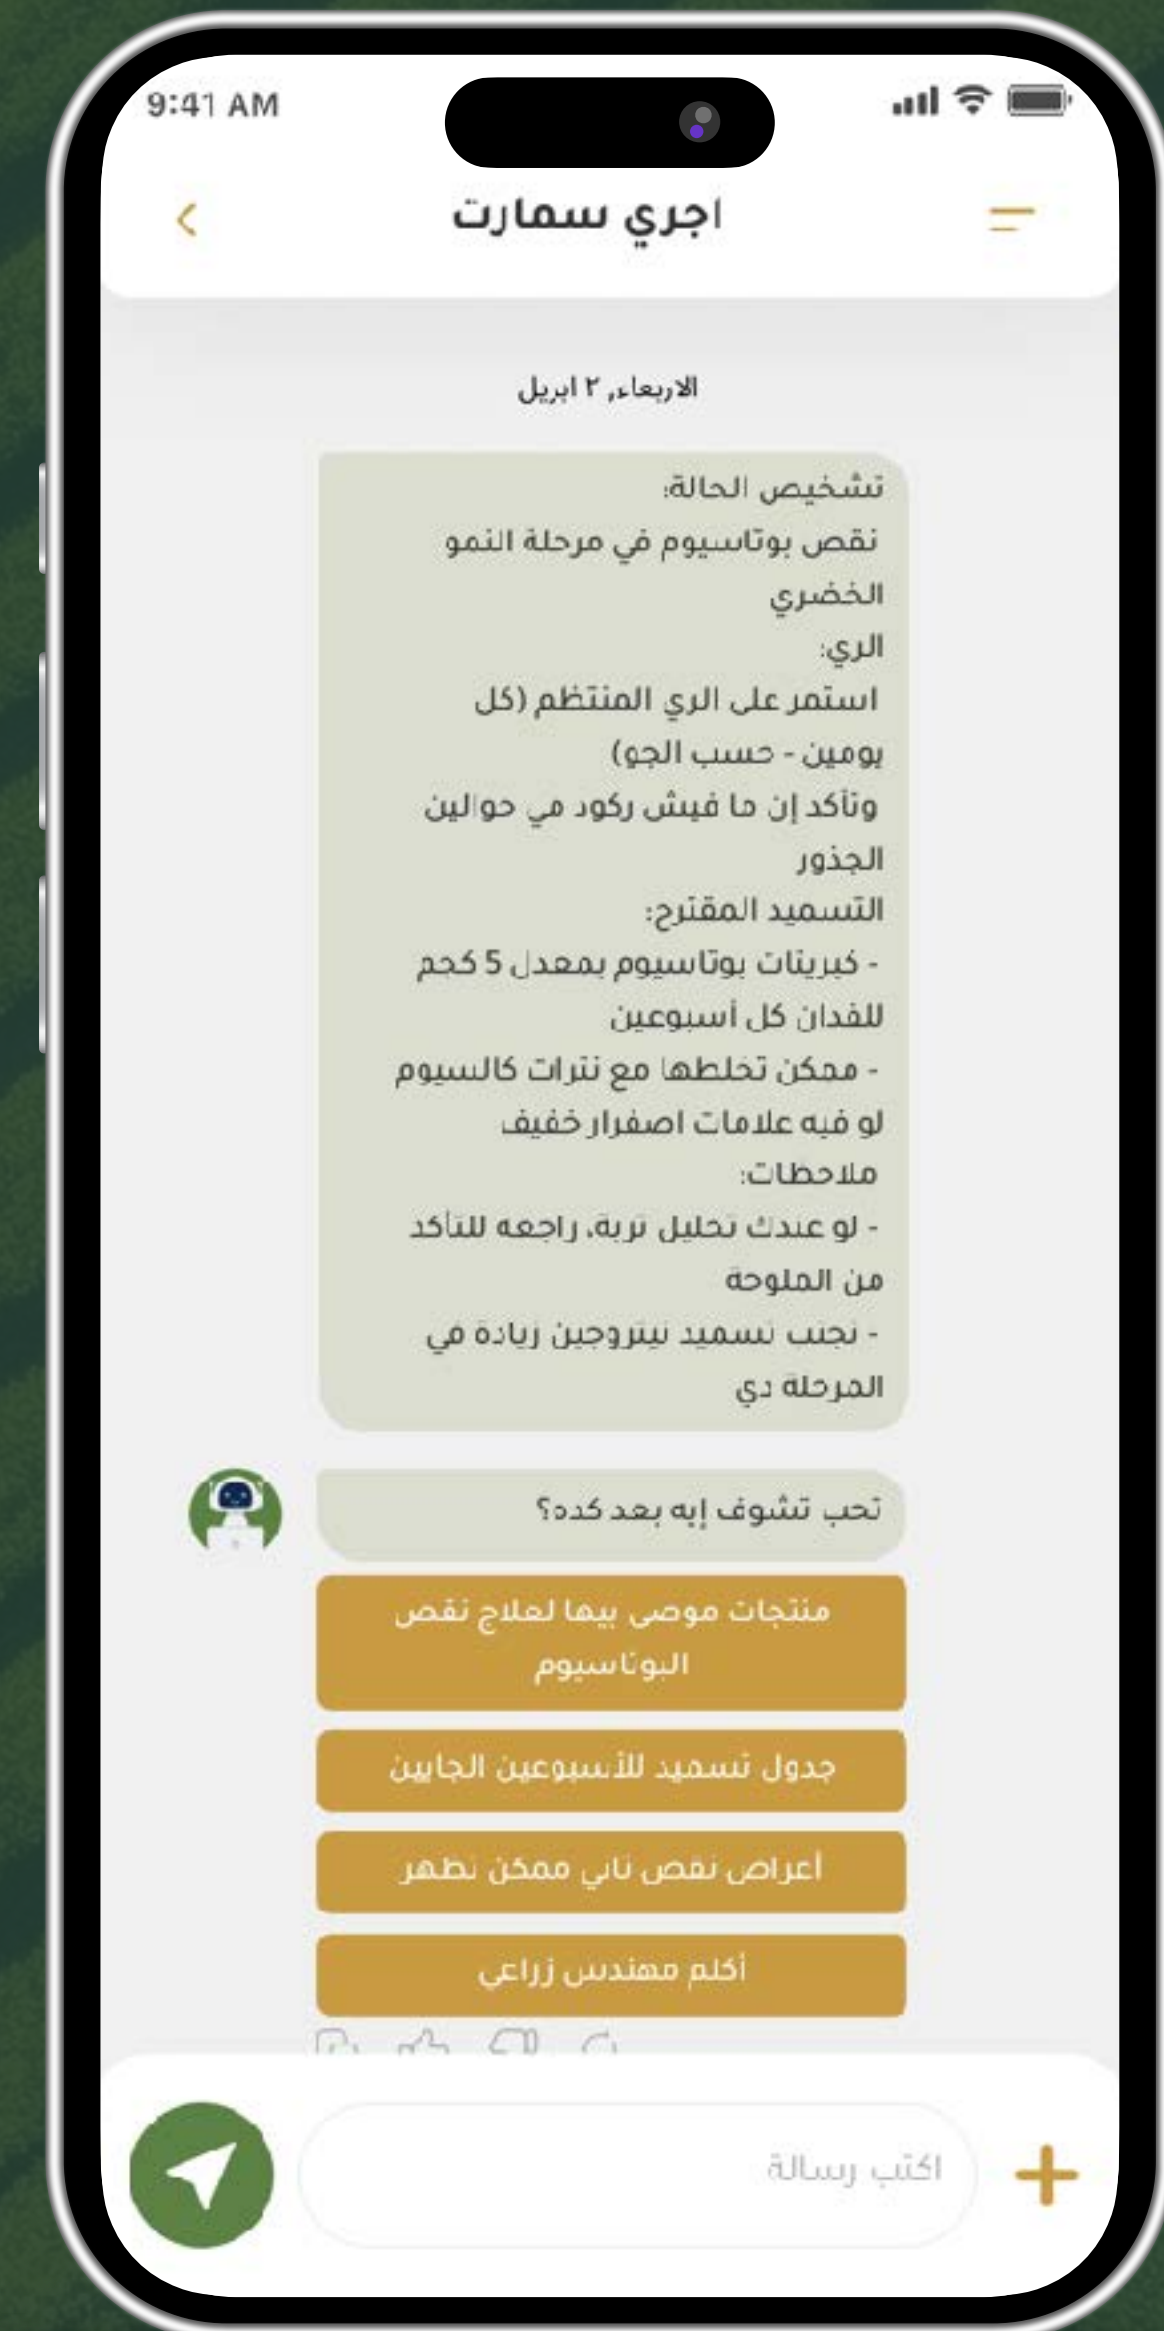 9:41 AM
اجري سمارت
الاربعاء, ٢ ابريل
تشخيص الحالة:
نقص بوتاسيوم في مرحلة النمو
الخضري
الري:
استمر على الري المنتظم (كل
يومين - حسب الجو)
وتأكد إن ما فيش ركود مي حوالين
الجذور
التسميد المقترح:
- كبريتات بوتاسيوم بمعدل 5 كجم
للفدان كل أسبوعين
- ممكن تخلطها مع نترات كالسيوم
لو فيه علامات اصفرار خفيف
ملاحظات:
- لو عندك تحليل تربة، راجعه للتأكد
من الملوحة
- تجنب تسميد نيتروجين زيادة في
المرحلة دي
تحب تشوف إيه بعد كده؟
منتجات موصى بيها لعلاج نقص
البوتاسيوم
جدول تسميد للأسبوعين الجايين
أعراض نقص تاني ممكن تظهر
أكلم مهندس زراعي
اكتب رسالة